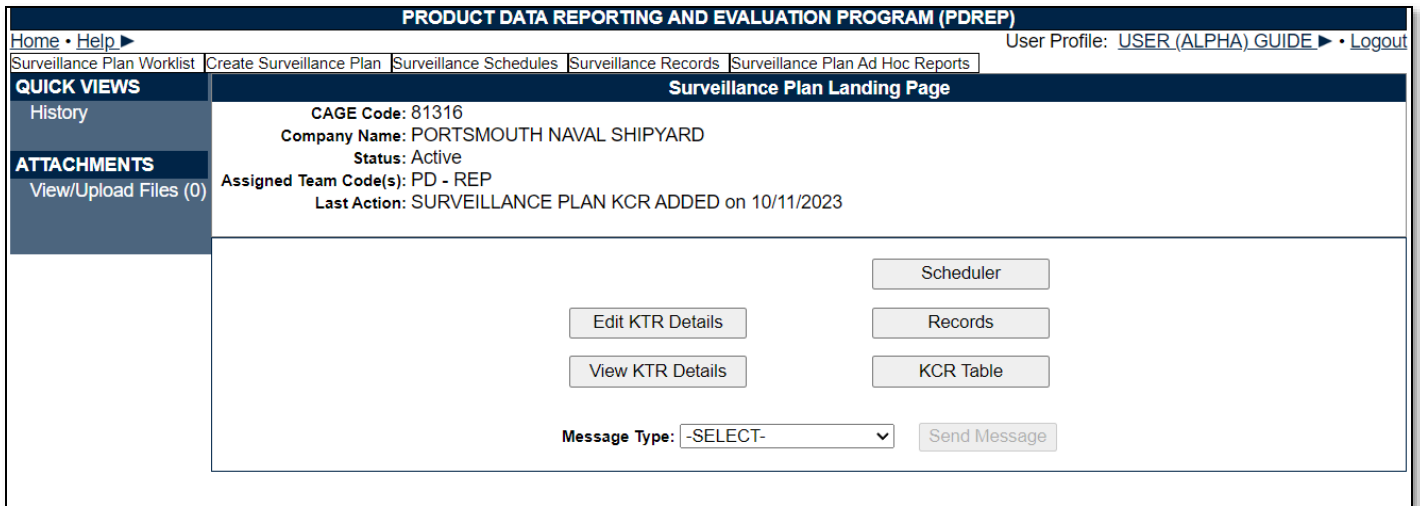 PRODUCT DATA REPORTING AND EVALUATION PROGRAM (PDREP)
Home • Help ▶ User Profile: USER (ALPHA) GUIDE ▶ • Logout
Surveillance Plan Worklist Create Surveillance Plan Surveillance Schedules Surveillance Records Surveillance Plan Ad Hoc Reports
QUICK VIEWS
History
ATTACHMENTS
View/Upload Files (0)
Surveillance Plan Landing Page
CAGE Code: 81316
Company Name: PORTSMOUTH NAVAL SHIPYARD
Status: Active
Assigned Team Code(s): PD - REP
Last Action: SURVEILLANCE PLAN KCR ADDED on 10/11/2023
Scheduler
Edit KTR Details Records
View KTR Details KCR Table
Message Type: -SELECT- Send Message